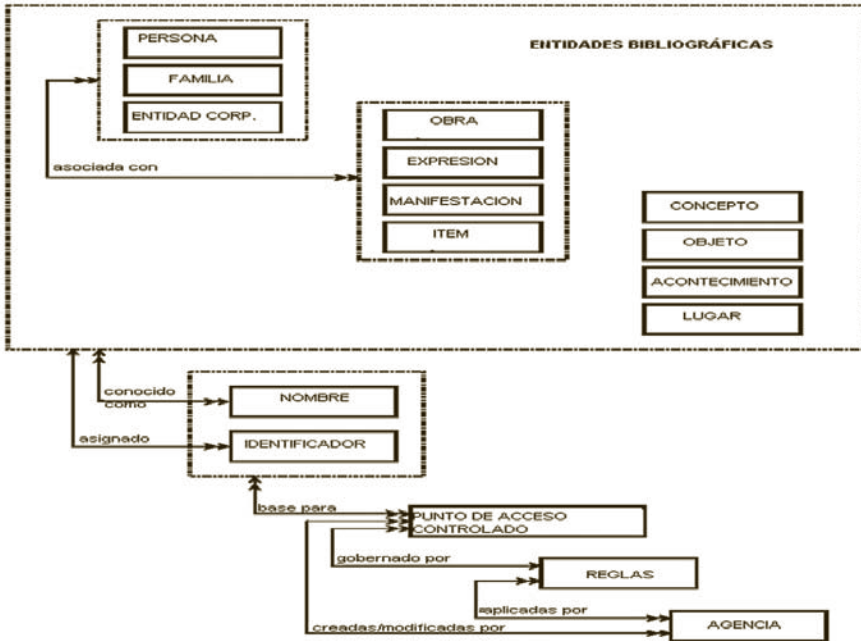 PERSONA
ENTIDADES BIBLIOGRÁFICAS
FAMILIA
ENTIDAD CORP.
OBRA
asociada con
EXPRESION
MANIFESTACION
CONCEPTO
ITEM
OBJETO
ACONTECIMIENTO
LUGAR
conocido
como
NOMBRE
asignado
IDENTIFICADOR
base para
PUNTO DE ACCESO
CONTROLADO
gobernado por
REGLAS
aplicadas por
creadas/modificadas por
AGENCIA